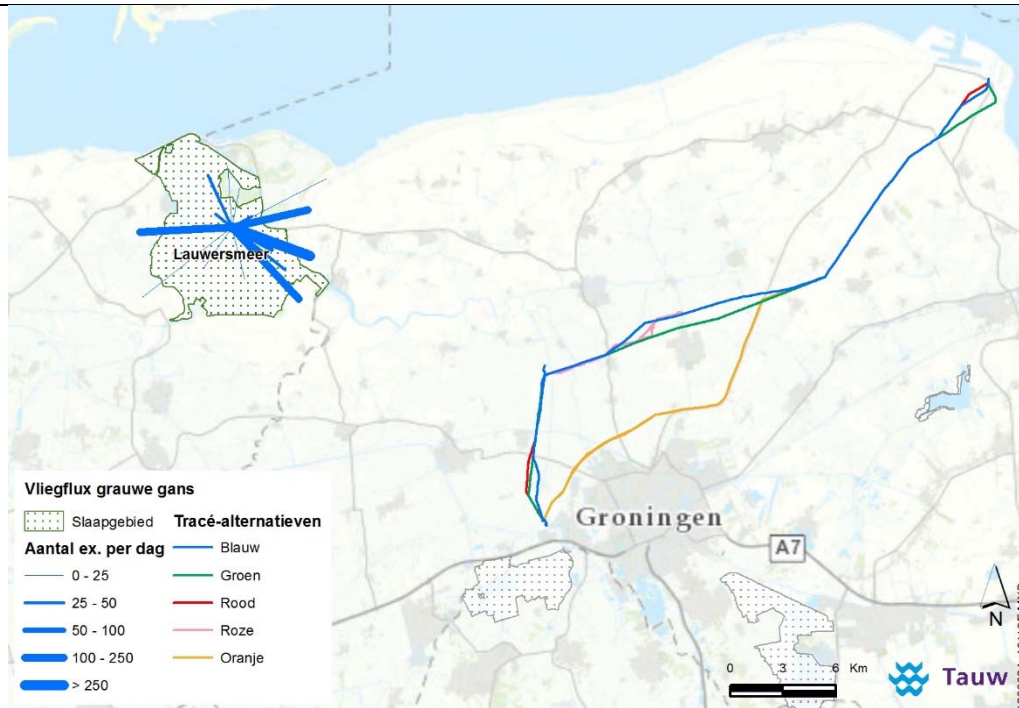 Lauwersmeer
Groningen
A7
Vliegflux grauwe gans
Slaapgebied
Tracé-alternatieven
Aantal ex. per dag
Blauw
0 - 25
Groen
25 - 50
Rood
50 - 100
Roze
100 - 250
Oranje
> 250
N
0 3 6 Km
Tauw